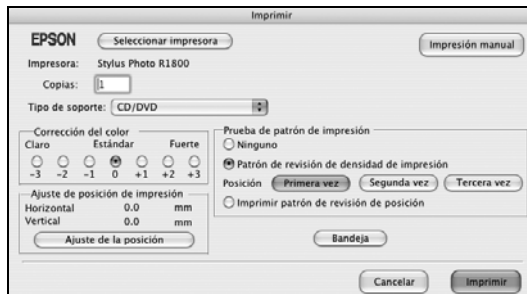 Imprimir
EPSON
Seleccionar impresora
Impresión manual
Impresora: Stylus Photo R1800
Copias: 1
Tipo de soporte: CD/DVD
Corrección del color
Claro Estándar Fuerte
-3 -2 -1 0 +1 +2 +3
Ajuste de posición de impresión
Horizontal 0.0 mm
Vertical 0.0 mm
Ajuste de la posición
Prueba de patrón de impresión
Ninguno
Patrón de revisión de densidad de impresión
Posición Primera vez Segunda vez Tercera vez
Imprimir patrón de revisión de posición
Bandeja
Cancelar Imprimir